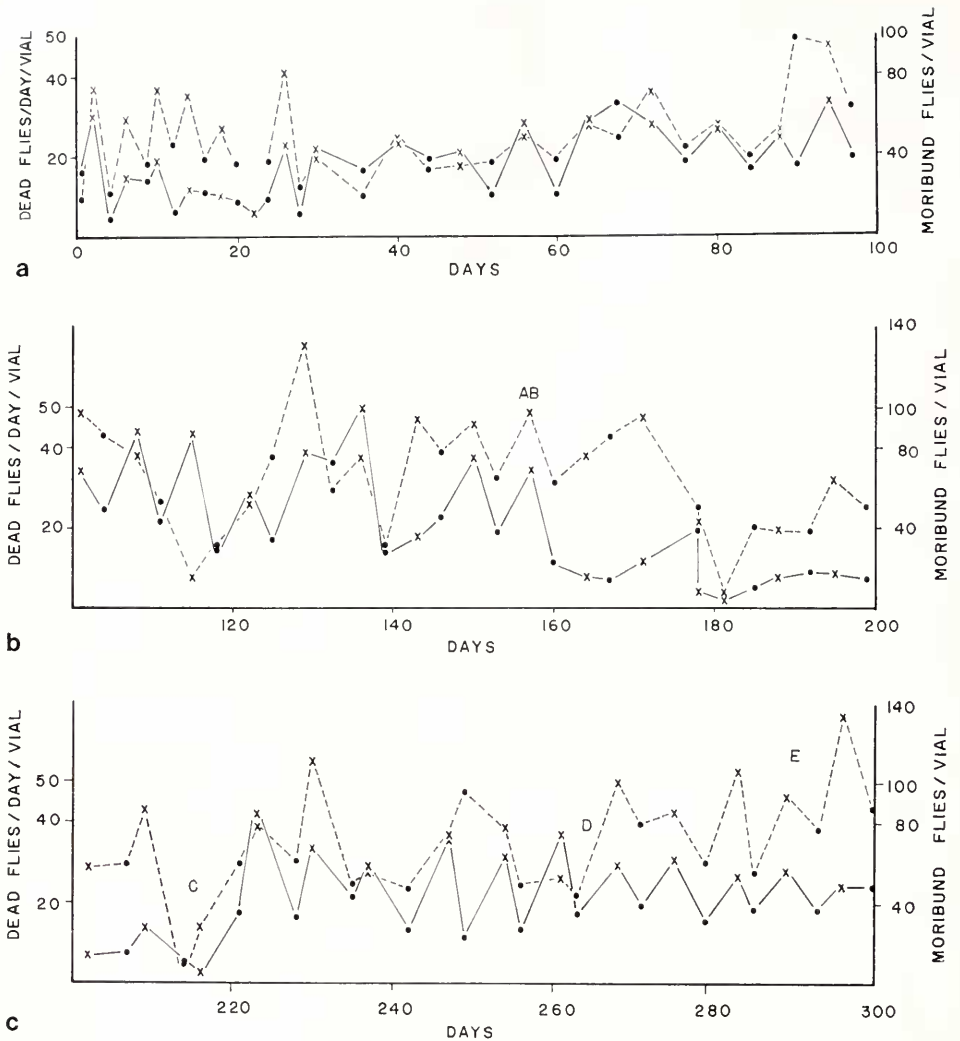 DEAD FLIES/DAY/VIAL
50
40
20
MORIBUND FLIES/VIAL
100
80
40
0 20 40 60 80 100
DAYS
a
DEAD FLIES/DAY/VIAL
50
40
20
AB
MORIBUND FLIES/VIAL
140
100
80
40
120 140 160 180 200
DAYS
b
DEAD FLIES/DAY/VIAL
50
40
20
C
D
E
MORIBUND FLIES/VIAL
140
100
80
40
220 240 260 280 300
DAYS
c